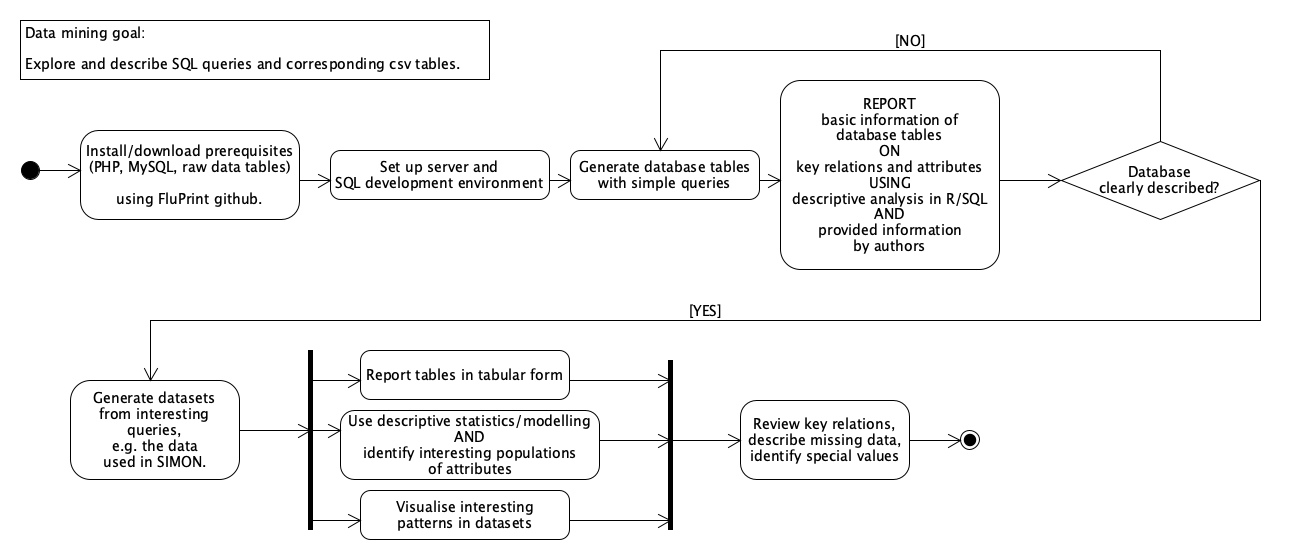 Data mining goal:
Explore and describe SQL queries and corresponding csv tables.
[NO]
Install/download prerequisites
(PHP, MySQL, raw data tables)
using FluPrint github.
Set up server and
SQL development environment
Generate database tables
with simple queries
REPORT
basic information of
database tables
ON
key relations and attributes
USING
descriptive analysis in R/SQL
AND
provided information
by authors
Database
clearly described?
[YES]
Generate datasets
from interesting
queries,
e.g. the data
used in SIMON.
Report tables in tabular form
Use descriptive statistics/modelling
AND
identify interesting populations
of attributes
Visualise interesting
patterns in datasets
Review key relations,
describe missing data,
identify special values